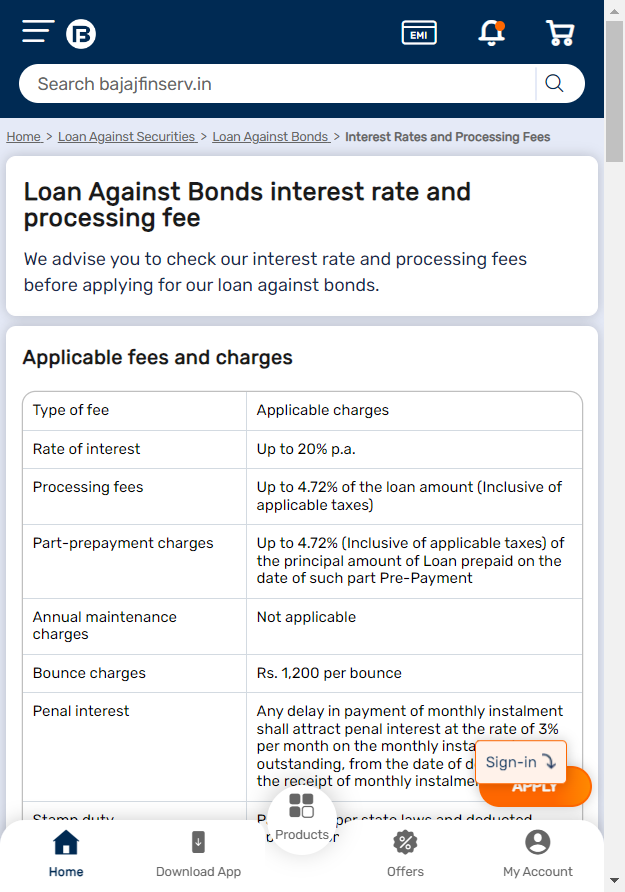 EMI
Search bajajfinserv.in
Home > Loan Against Securities > Loan Against Bonds > Interest Rates and Processing Fees
Loan Against Bonds interest rate and
processing fee
We advise you to check our interest rate and processing fees
before applying for our loan against bonds.
Applicable fees and charges
Type of fee
Applicable charges
Rate of interest
Up to 20% p.a.
Processing fees
Up to 4.72% of the loan amount (Inclusive of
applicable taxes)
Part-prepayment charges
Up to 4.72% (Inclusive of applicable taxes) of
the principal amount of Loan prepaid on the
date of such part Pre-Payment
Annual maintenance
charges
Not applicable
Bounce charges
Rs. 1,200 per bounce
Penal interest
Any delay in payment of monthly instalment
shall attract penal interest at the rate of 3%
per month on the monthly
outstanding, from the date of
the receipt of monthly
Sign-in
APPLY
Stamp duty
per state laws and deducted
Products
Home
Download App
Offers
My Account